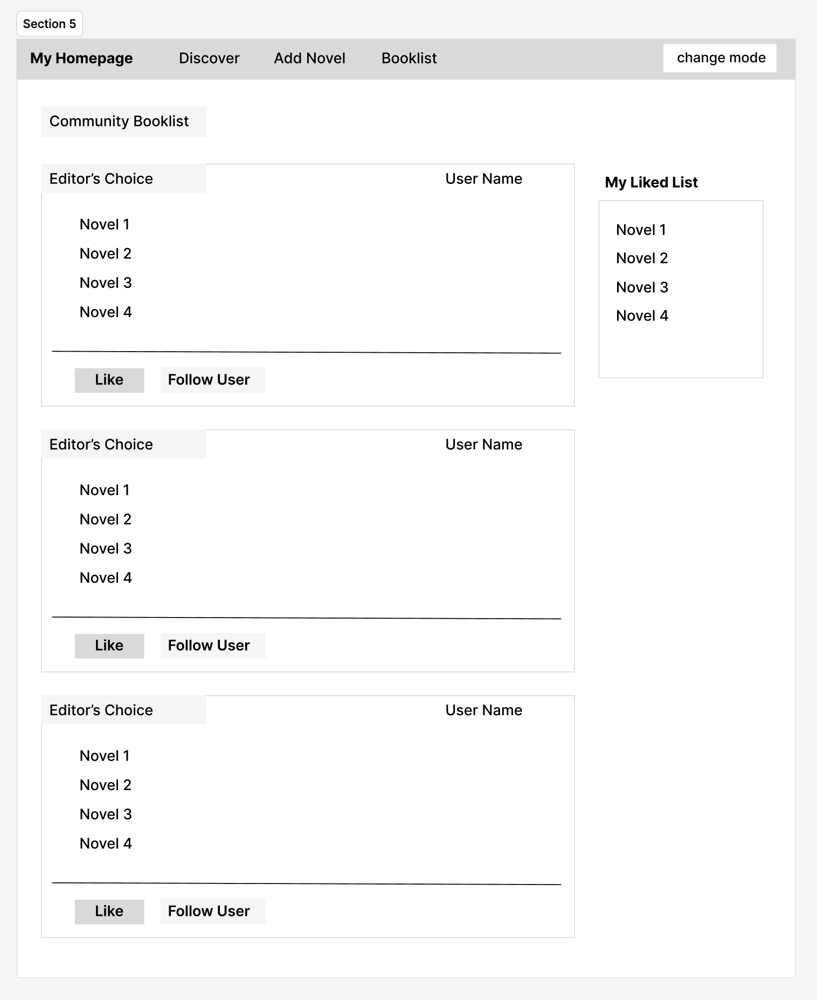 Section 5
My Homepage
Discover
Add Novel
Booklist
change mode
Community Booklist
Editor’s Choice
User Name
Novel 1
Novel 2
Novel 3
Novel 4
Like
Follow User
My Liked List
Novel 1
Novel 2
Novel 3
Novel 4
Editor’s Choice
User Name
Novel 1
Novel 2
Novel 3
Novel 4
Like
Follow User
Editor’s Choice
User Name
Novel 1
Novel 2
Novel 3
Novel 4
Like
Follow User